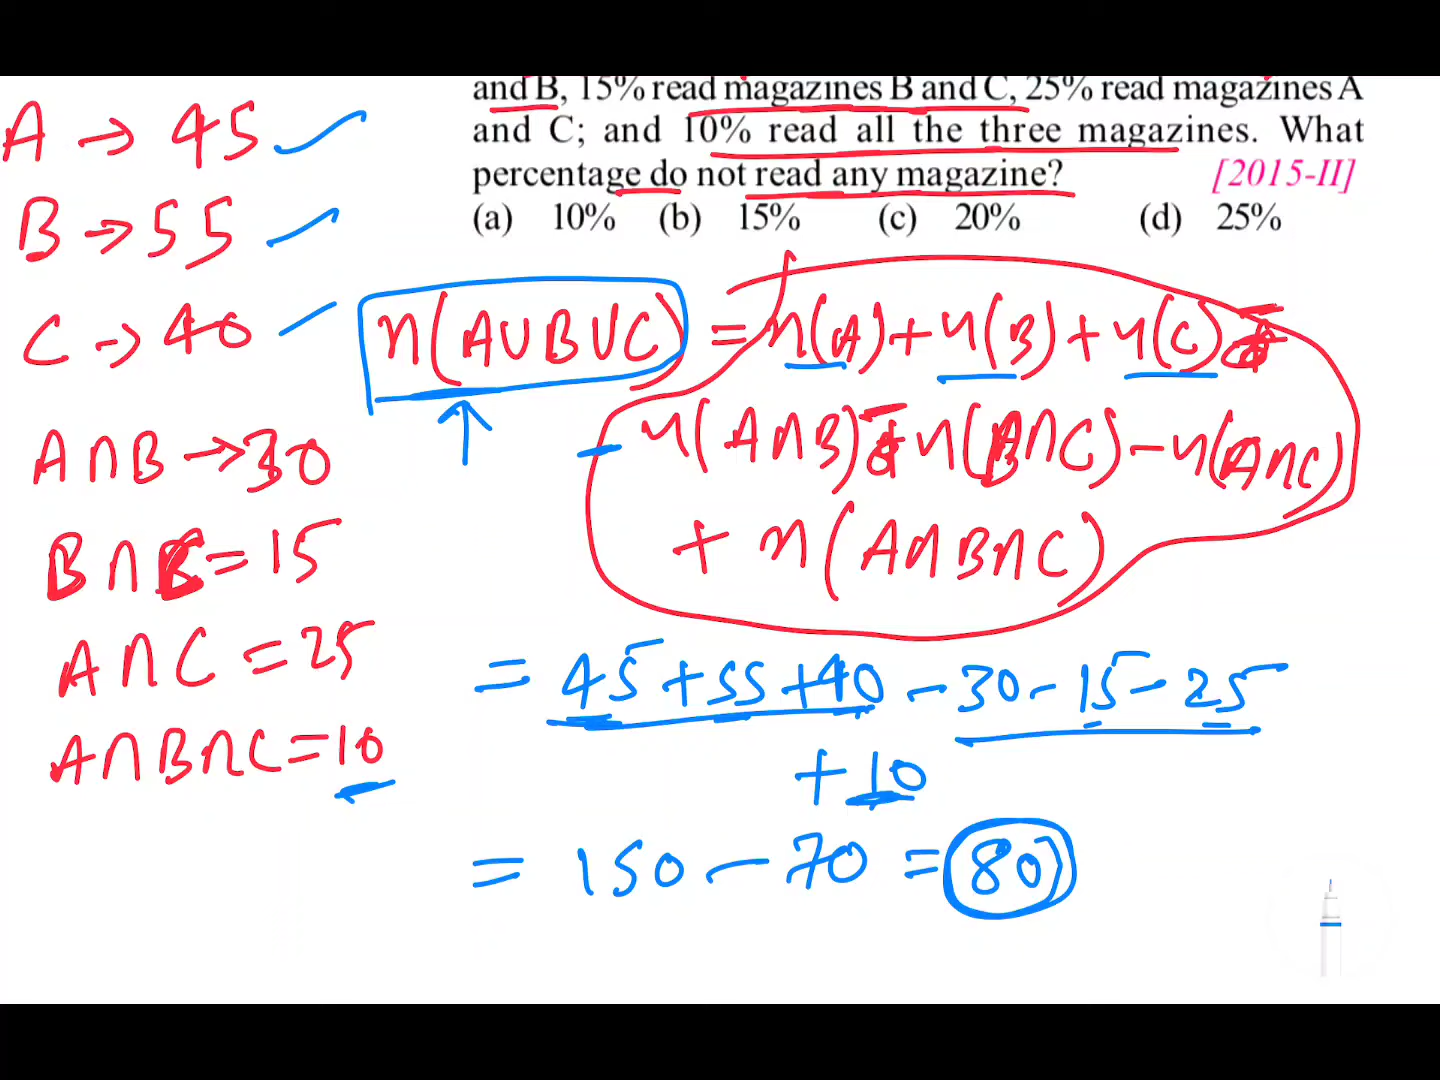 and B, 15% read magazines B and C, 25% read magazines A
and C; and 10% read all the three magazines. What
percentage do not read any magazine? [2015-II]
(a) 10% (b) 15% (c) 20% (d) 25%
A → 45
B → 55
C → 40
A∩B → 30
B∩C = 15
A∩C = 25
A∩B∩C = 10
n(A∪B∪C) = n(A) + n(B) + n(C)
- n(A∩B) - n(B∩C) - n(A∩C)
+ n(A∩B∩C)
= 45 + 55 + 40 - 30 - 15 - 25
+ 10
= 150 - 70 = 80